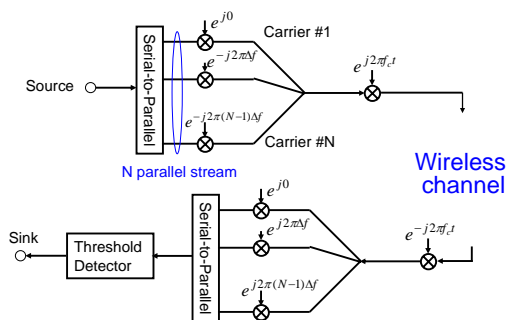 e^{j0}
Carrier #1
e^{-j2πΔf}
e^{j2πf_c t}
Source
Serial-to-Parallel
e^{-j2π(N-1)Δf}
Carrier #N
N parallel stream
Wireless
channel
e^{j0}
e^{-j2πf_c t}
Sink
Threshold
Detector
Serial-to-Parallel
e^{j2πΔf}
e^{j2π(N-1)Δf}